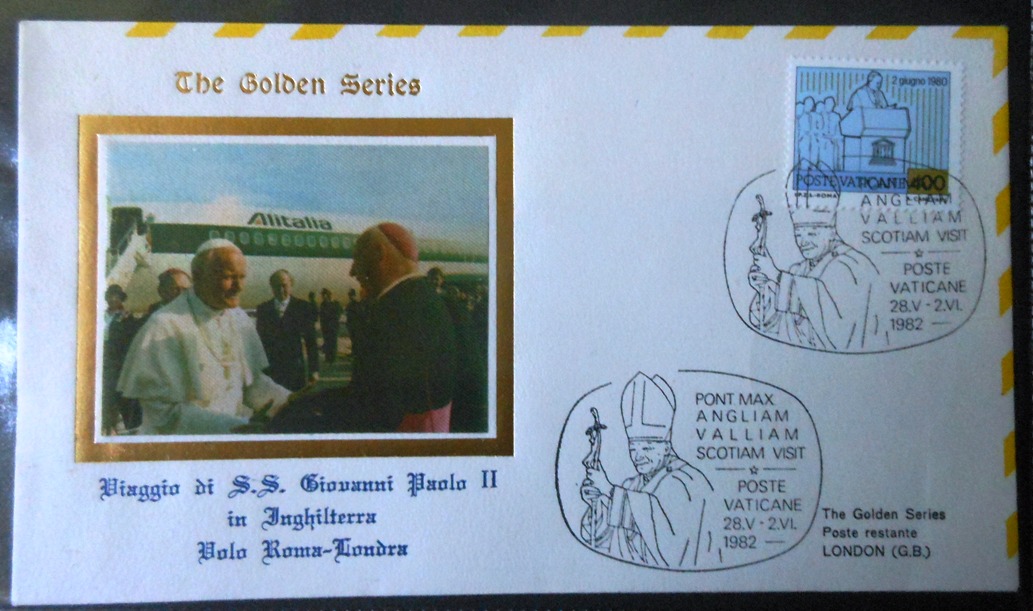 The Golden Series
Alitalia
Viaggio di S.S. Giovanni Paolo II
in Inghilterra
Volo Roma-Londra
2 giugno 1980
POSTE VATICANE 400
PONT MAX
ANGLIAM
VALLIAM
SCOTIAM VISIT
POSTE
VATICANE
28.V - 2.VI.
1982
PONT MAX
ANGLIAM
VALLIAM
SCOTIAM VISIT
POSTE
VATICANE
28.V - 2.VI.
1982
The Golden Series
Poste restante
LONDON (G.B.)